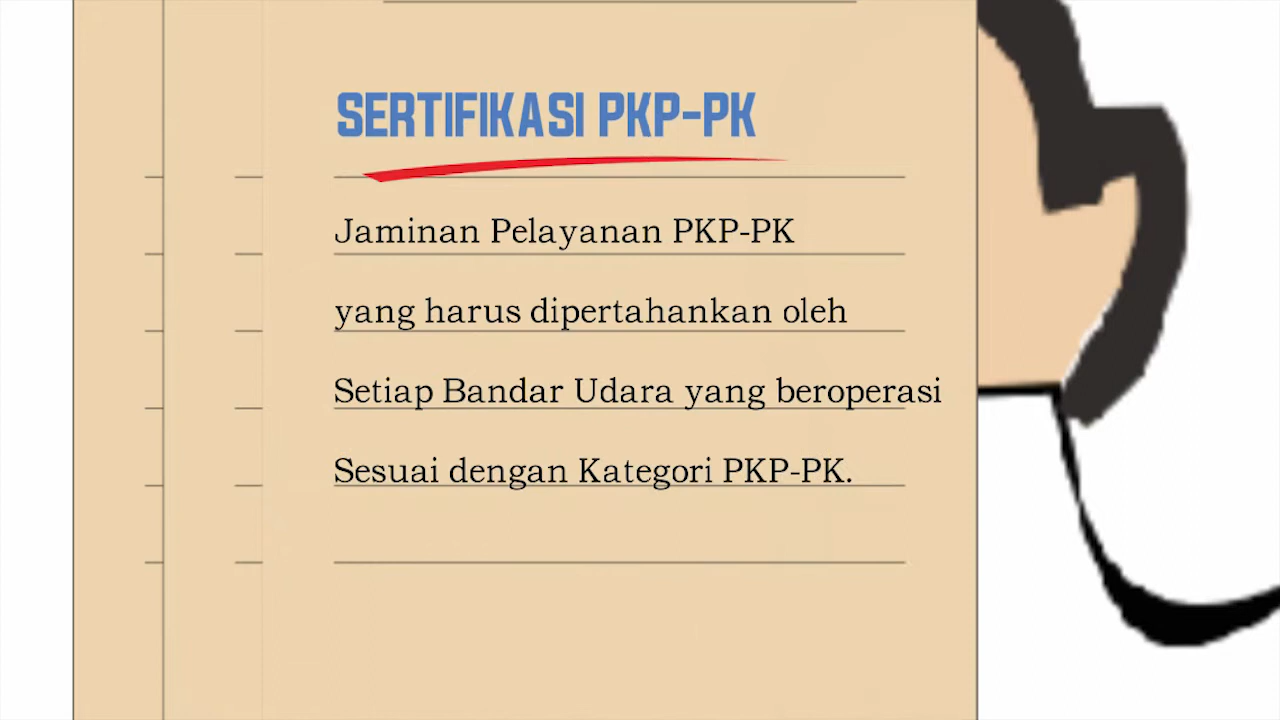 SERTIFIKASI PKP-PK
Jaminan Pelayanan PKP-PK
yang harus dipertahankan oleh
Setiap Bandar Udara yang beroperasi
Sesuai dengan Kategori PKP-PK.